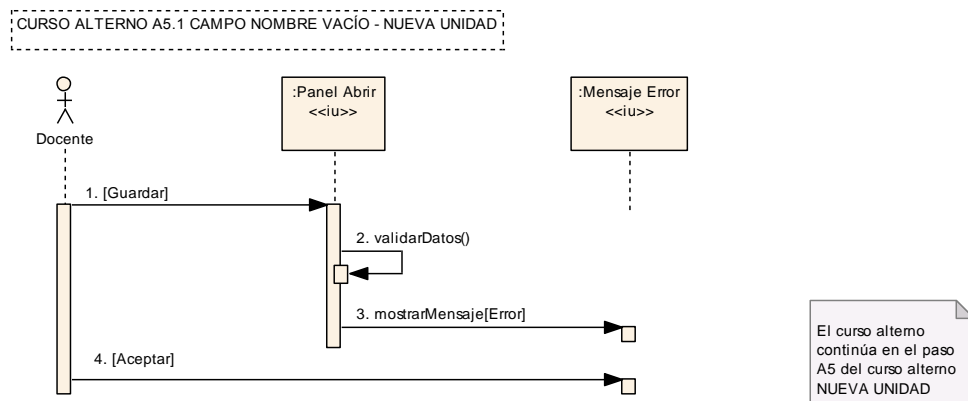 CURSO ALTERNO A5.1 CAMPO NOMBRE VACÍO - NUEVA UNIDAD
:Panel Abrir
<<iu>>
:Mensaje Error
<<iu>>
Docente
1. [Guardar]
2. validarDatos()
3. mostrarMensaje[Error]
4. [Aceptar]
El curso alterno
continúa en el paso
A5 del curso alterno
NUEVA UNIDAD